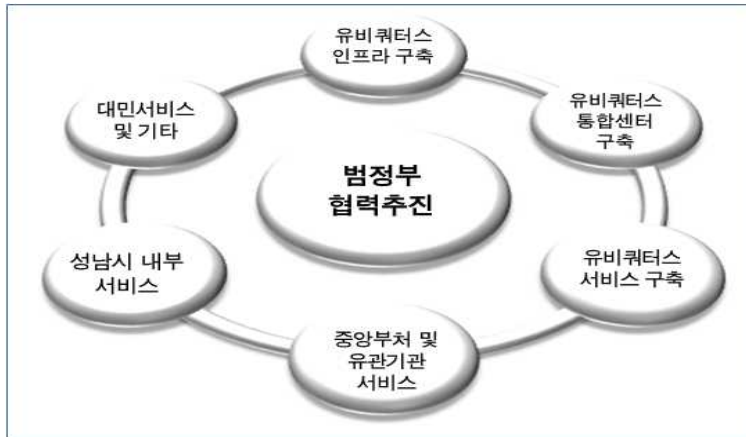 유비쿼터스
인프라 구축
대민서비스
및 기타
유비쿼터스
통합센터
구축
범정부
협력추진
성남시 내부
서비스
유비쿼터스
서비스 구축
중앙부처 및
유관기관
서비스